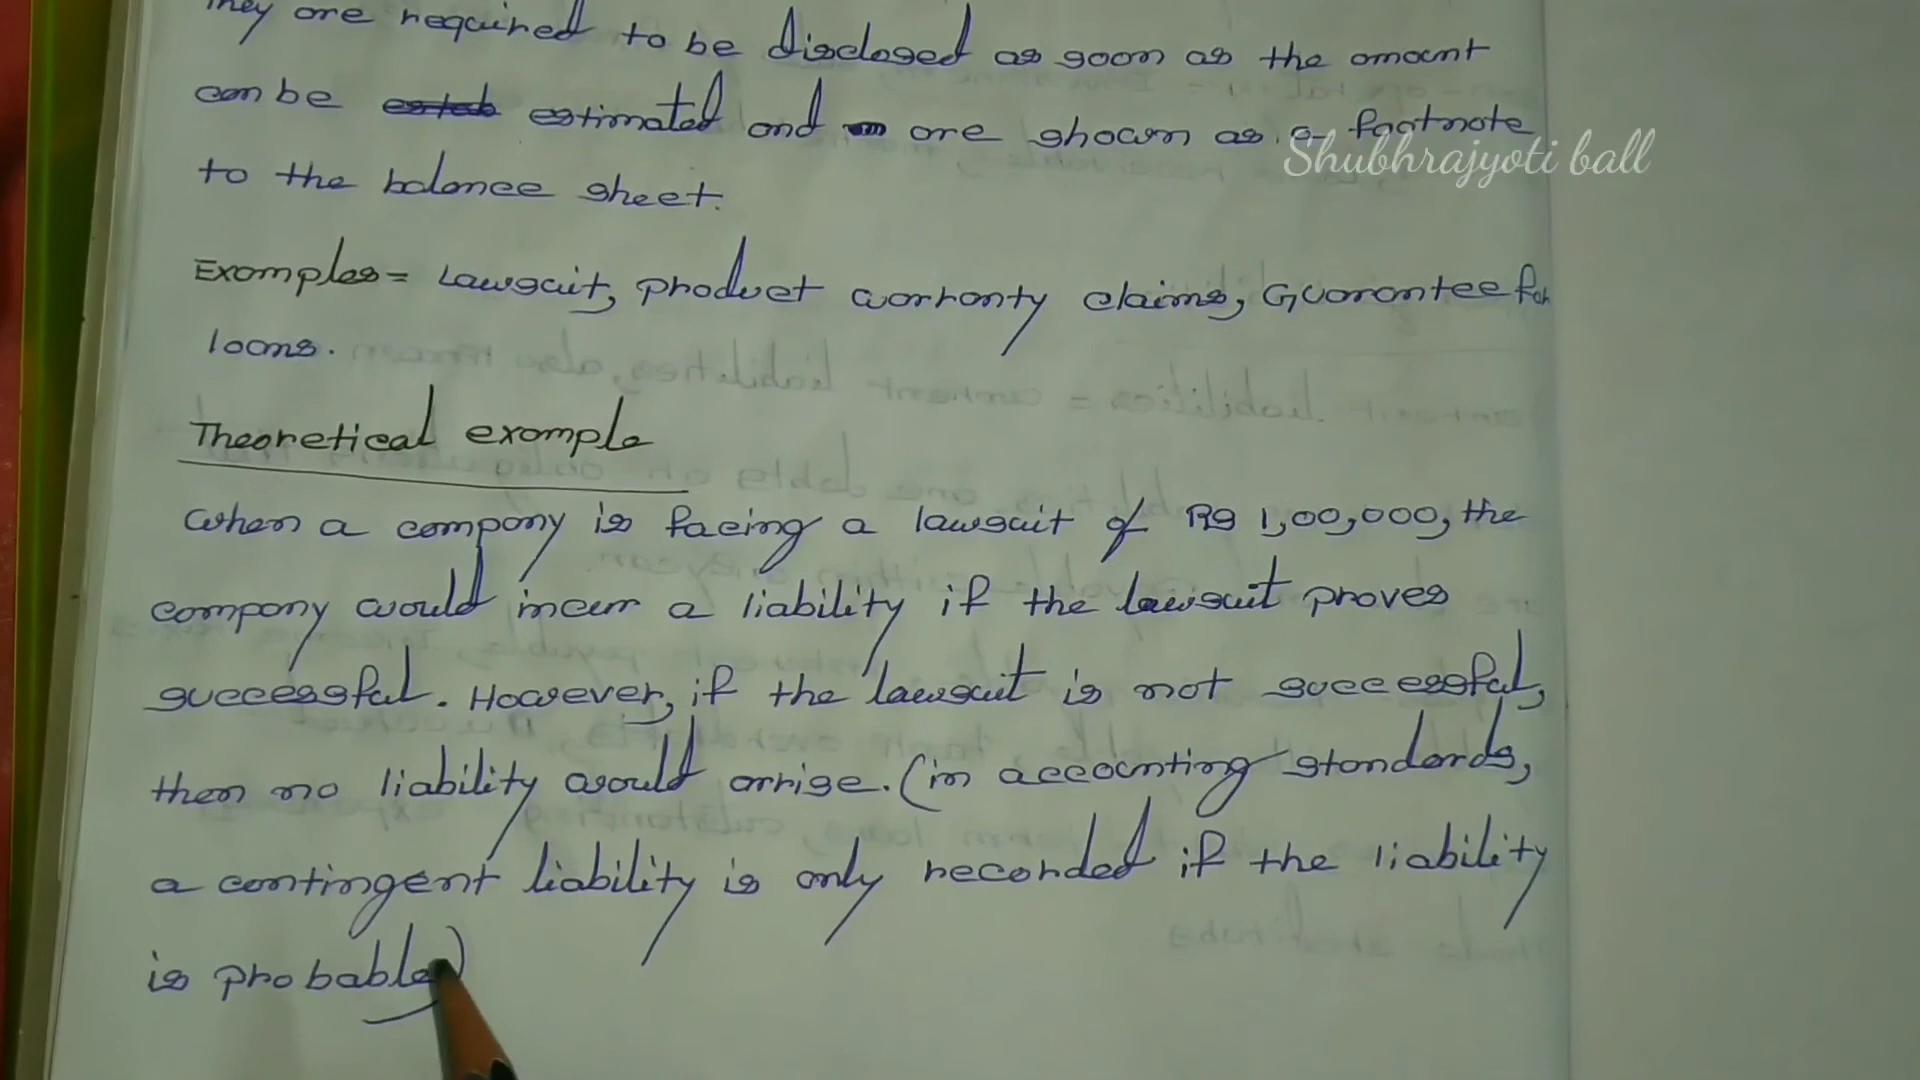 They are required to be disclosed as soon as the amount
can be estimated and are shown as a footnote
Shubhrajyoti ball
to the balance sheet.
Examples = Lawsuit, product warranty claims, Guarantee for
loans.
Theoretical example
When a company is facing a lawsuit of Rs 1,00,000, the
company would incur a liability if the lawsuit proves
successful. However, if the lawsuit is not successful,
then no liability would arrise. (in accounting standards,
a contingent liability is only recorded if the liability
is probable)